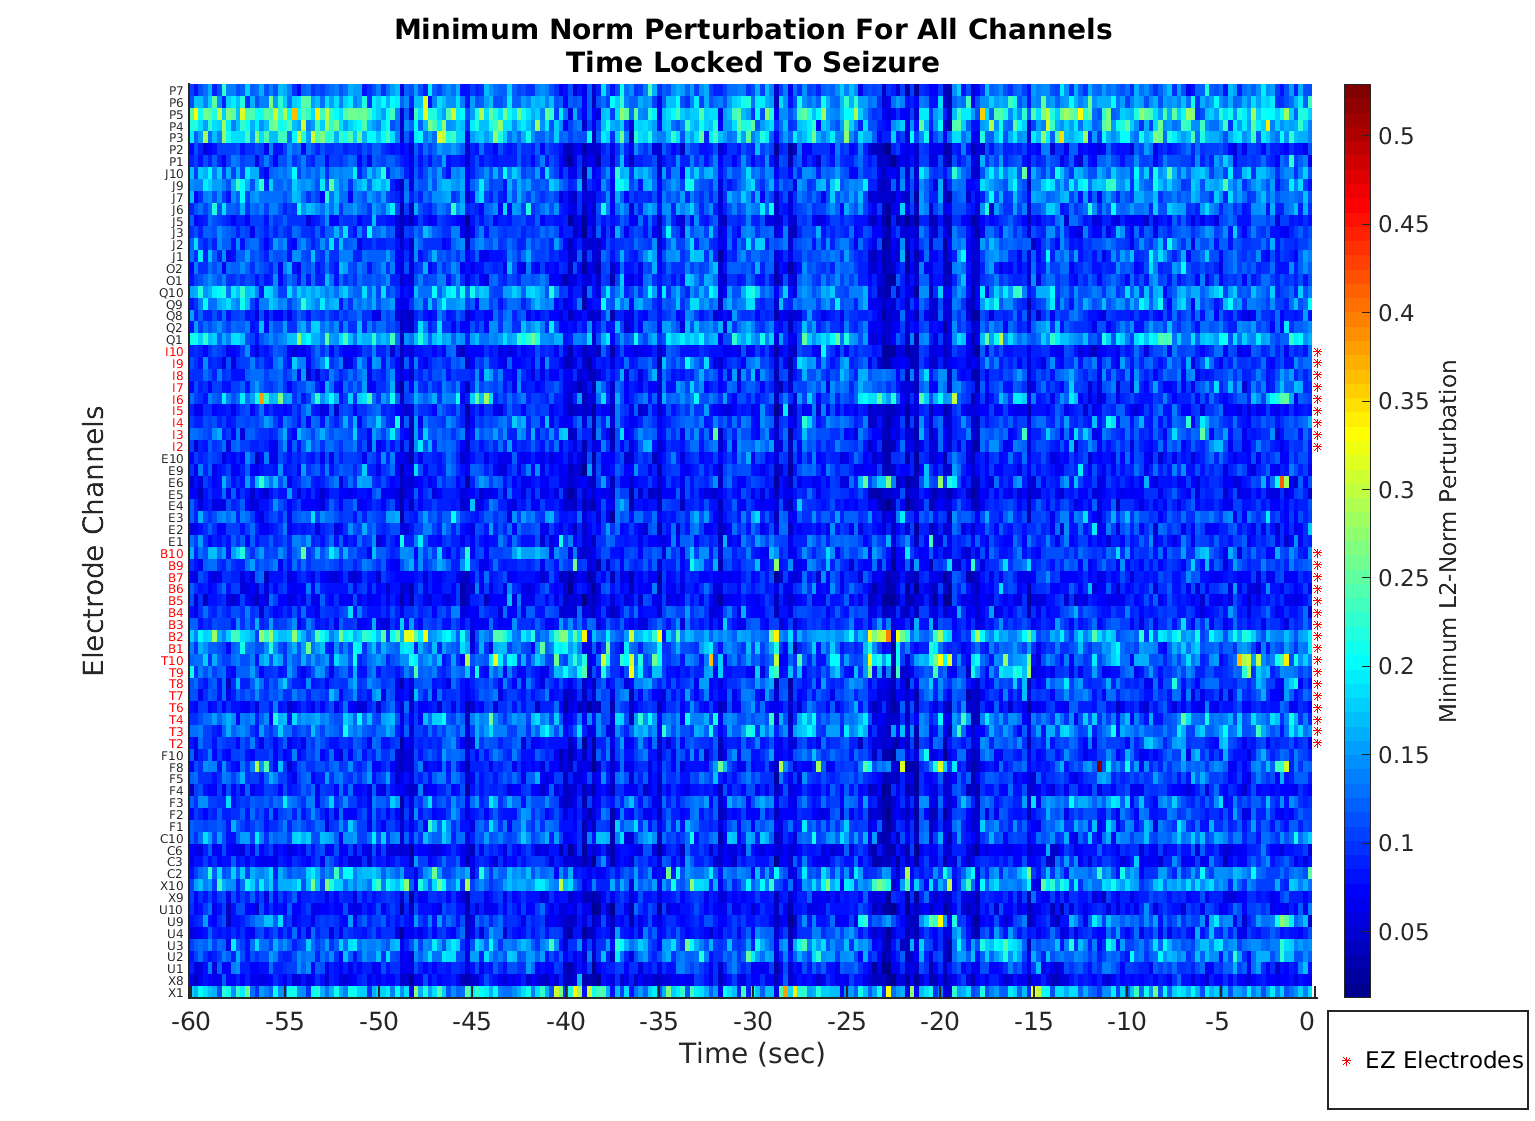 Minimum Norm Perturbation For All Channels
Time Locked To Seizure
Electrode Channels
P7
P6
P5
P4
P3
P2
P1
J10
J9
J7
J6
J5
J3
J2
J1
O2
O1
Q10
Q9
Q8
Q2
Q1
I10
I9
I8
I7
I6
I5
I4
I3
I2
E10
E9
E6
E5
E4
E3
E2
E1
B10
B9
B7
B6
B5
B4
B3
B2
B1
T10
T9
T8
T7
T6
T4
T3
T2
F10
F8
F5
F4
F3
F2
F1
C10
C6
C3
C2
X10
X9
U10
U9
U4
U3
U2
U1
X8
X1
-60 -55 -50 -45 -40 -35 -30 -25 -20 -15 -10 -5 0
Time (sec)
0.5
0.45
0.4
0.35
0.3
0.25
0.2
0.15
0.1
0.05
Minimum L2-Norm Perturbation
EZ Electrodes